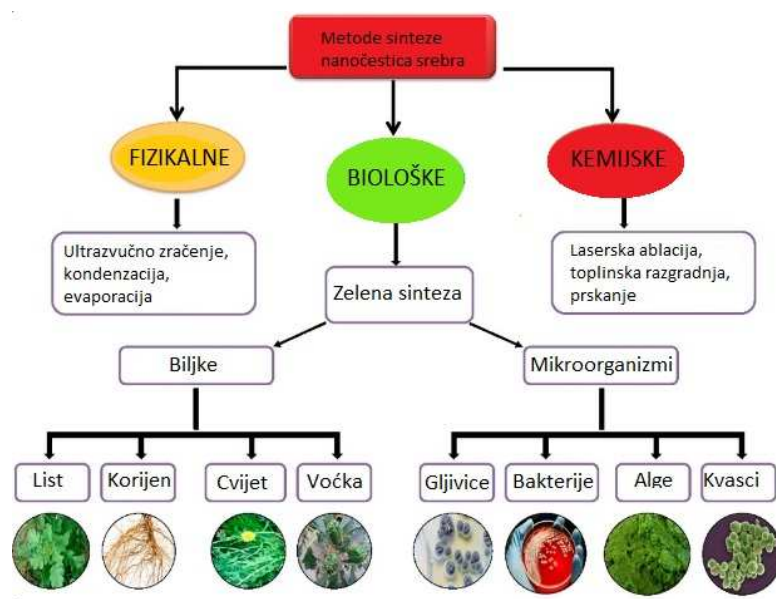 Metode sinteze
nanočestica srebra
FIZIKALNE
BIOLOŠKE
KEMIJSKE
Ultrazvučno zračenje,
kondenzacija,
evaporacija
Zelena sinteza
Laserska ablacija,
toplinska razgradnja,
prskanje
Biljke
Mikroorganizmi
List
Korijen
Cvijet
Voćka
Gljivice
Bakterije
Alge
Kvasci